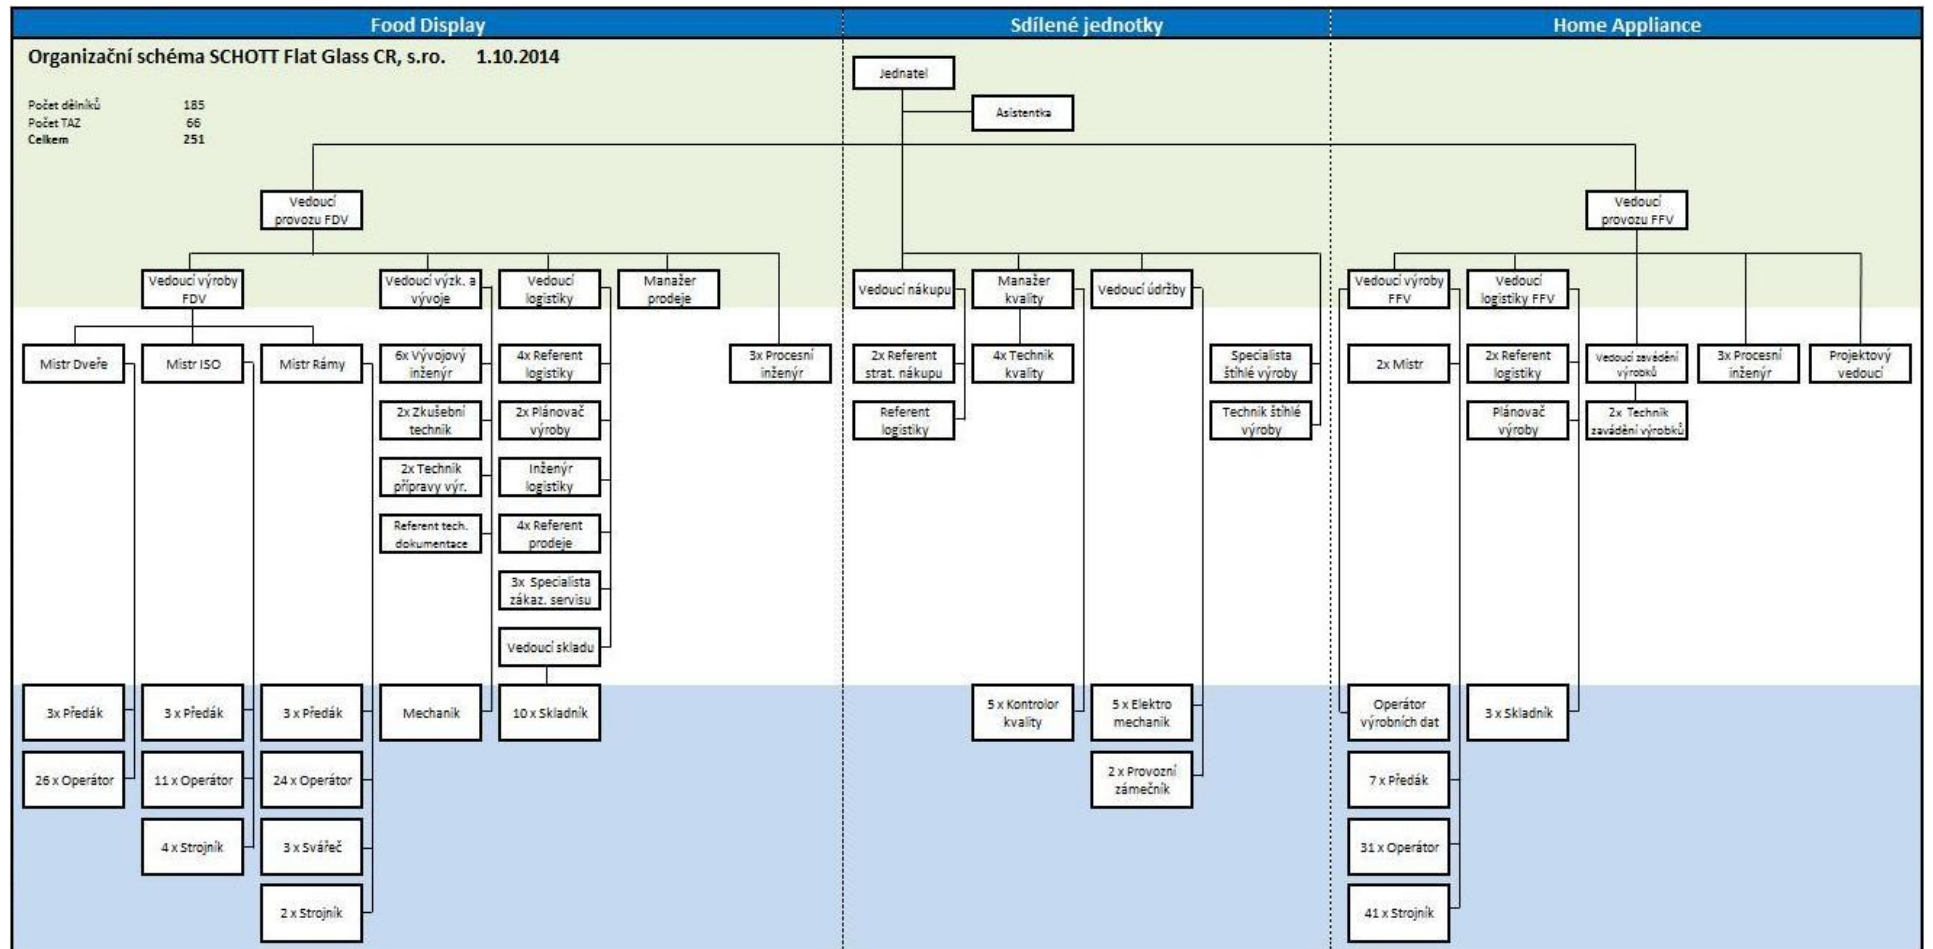 Food Display
Sdílené jednotky
Home Appliance
Organizační schéma SCHOTT Flat Glass CR, s.ro. 1.10.2014
Počet dělníků 185
Počet TAZ 66
Celkem 251
Jednatel
Asistentka
Vedoucí
provozu FDV
Vedoucí
provozu FFV
Vedoucí výroby
FDV
Vedoucí výzk. a
vývoje
Vedoucí
logistiky
Manažer
prodeje
Vedoucí nákupu
Manažer
kvality
Vedoucí údržby
Vedoucí výroby
FFV
Vedoucí
logistiky FFV
Mistr Dveře
Mistr ISO
Mistr Rámy
6x Vývojový
inženýr
4x Referent
logistiky
3x Procesní
inženýr
2x Referent
strat. nákupu
4x Technik
kvality
Specialista
štíhlé výroby
2x Mistr
2x Referent
logistiky
Vedoucí zavádění
výrobků
3x Procesní
inženýr
Projektový
vedoucí
2x Zkušební
technik
2x Plánovač
výroby
Referent
logistiky
Technik štíhlé
výroby
Plánovač
výroby
2x Technik
zavádění výrobků
2x Technik
přípravy výr.
Inženýr
logistiky
Referent tech.
dokumentace
4x Referent
prodeje
3x Specialista
zákaz. servisu
Vedoucí skladu
3x Předák
3 x Předák
3 x Předák
Mechanik
10 x Skladník
5 x Kontrolor
kvality
5 x Elektro
mechanik
Operátor
výrobních dat
3 x Skladník
26 x Operátor
11 x Operátor
24 x Operátor
2 x Provozní
zámečník
7 x Předák
4 x Strojník
3 x Svářeč
31 x Operátor
2 x Strojník
41 x Strojník